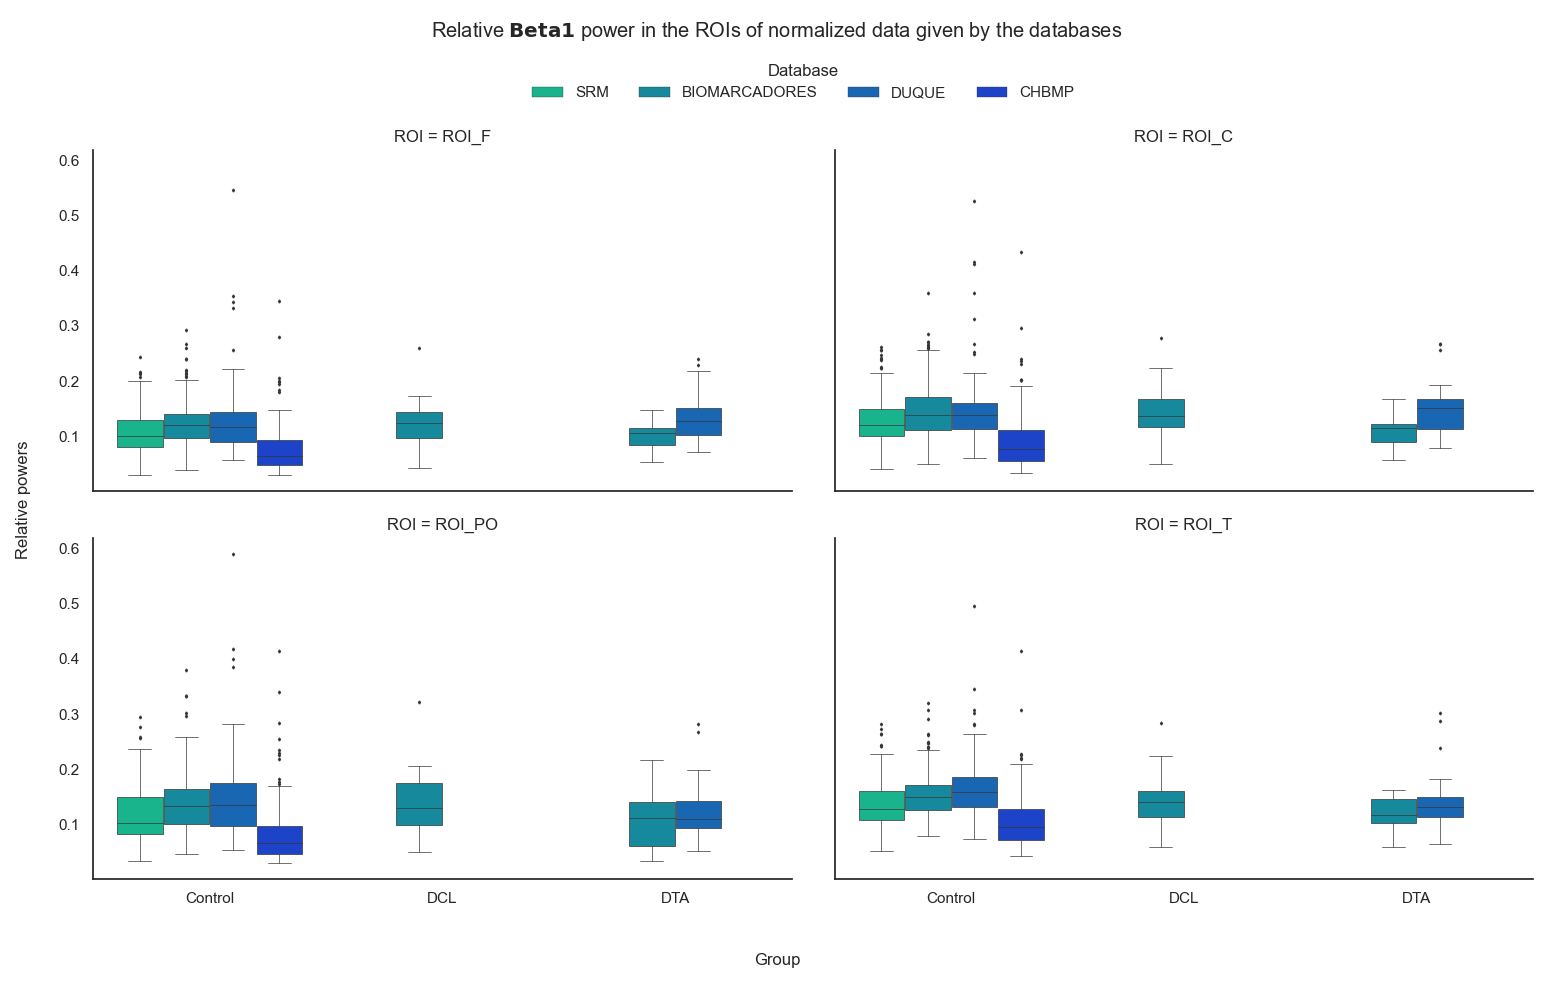 Relative Beta1 power in the ROIs of normalized data given by the databases
Database
SRM BIOMARCADORES DUQUE CHBMP
ROI = ROI_F
ROI = ROI_C
0.6
0.5
0.4
0.3
0.2
0.1
Relative powers
ROI = ROI_PO
ROI = ROI_T
0.6
0.5
0.4
0.3
0.2
0.1
Control DCL DTA
Control DCL DTA
Group